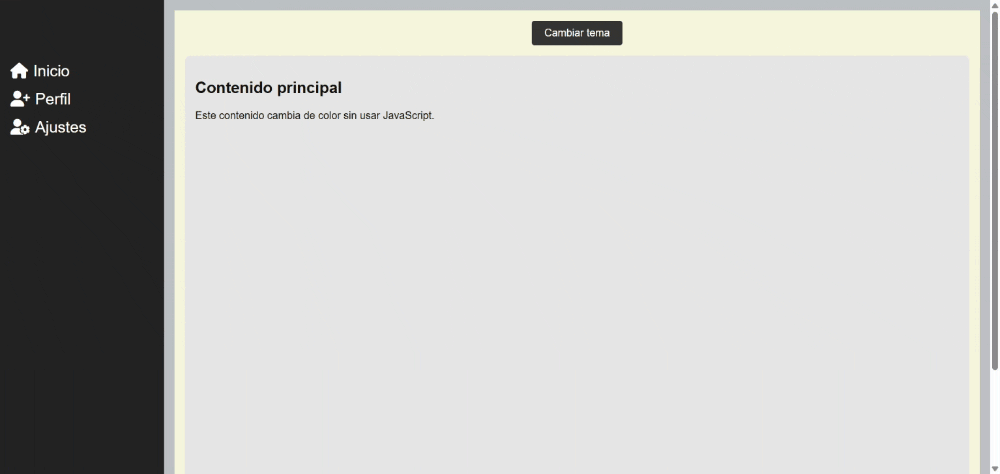 Inicio
Perfil
Ajustes
Cambiar tema
Contenido principal
Este contenido cambia de color sin usar JavaScript.